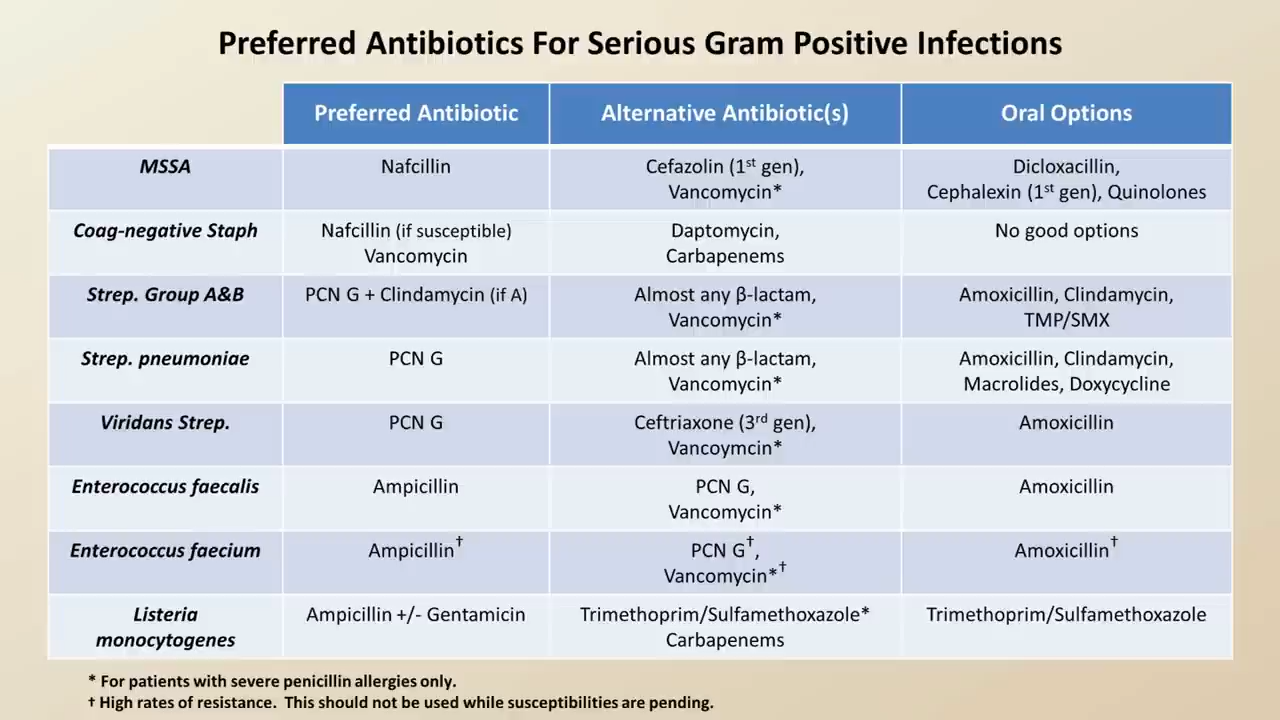 Preferred Antibiotics For Serious Gram Positive Infections
Preferred Antibiotic
Alternative Antibiotic(s)
Oral Options
MSSA
Nafcillin
Cefazolin (1st gen),
Vancomycin*
Dicloxacillin,
Cephalexin (1st gen), Quinolones
Coag-negative Staph
Nafcillin (if susceptible)
Vancomycin
Daptomycin,
Carbapenems
No good options
Strep. Group A&B
PCN G + Clindamycin (if A)
Almost any β-lactam,
Vancomycin*
Amoxicillin, Clindamycin,
TMP/SMX
Strep. pneumoniae
PCN G
Almost any β-lactam,
Vancomycin*
Amoxicillin, Clindamycin,
Macrolides, Doxycycline
Viridans Strep.
PCN G
Ceftriaxone (3rd gen),
Vancoymcin*
Amoxicillin
Enterococcus faecalis
Ampicillin
PCN G,
Vancomycin*
Amoxicillin
Enterococcus faecium
Ampicillin†
PCN G†,
Vancomycin*†
Amoxicillin†
Listeria
monocytogenes
Ampicillin +/- Gentamicin
Trimethoprim/Sulfamethoxazole*
Carbapenems
Trimethoprim/Sulfamethoxazole
* For patients with severe penicillin allergies only.
† High rates of resistance. This should not be used while susceptibilities are pending.